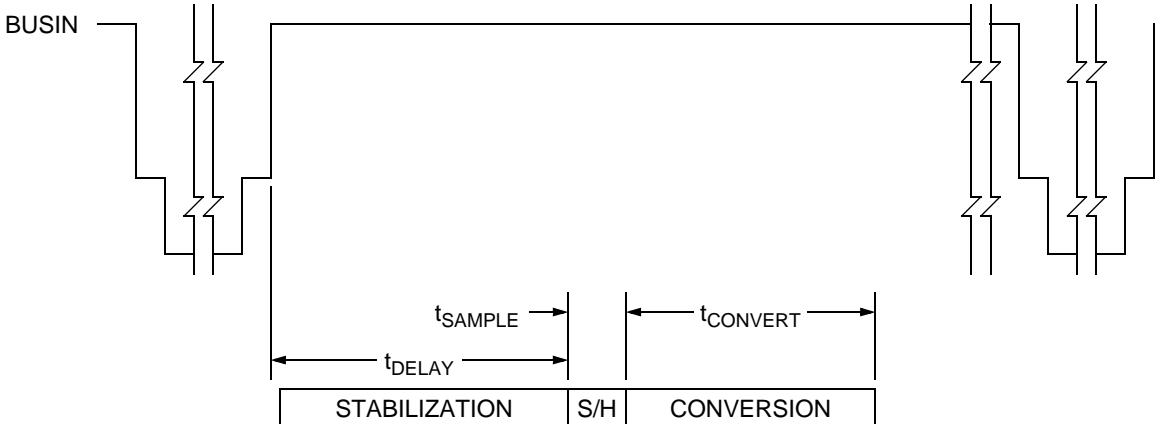 BUSIN
tSAMPLE
tCONVERT
tDELAY
STABILIZATION S/H CONVERSION